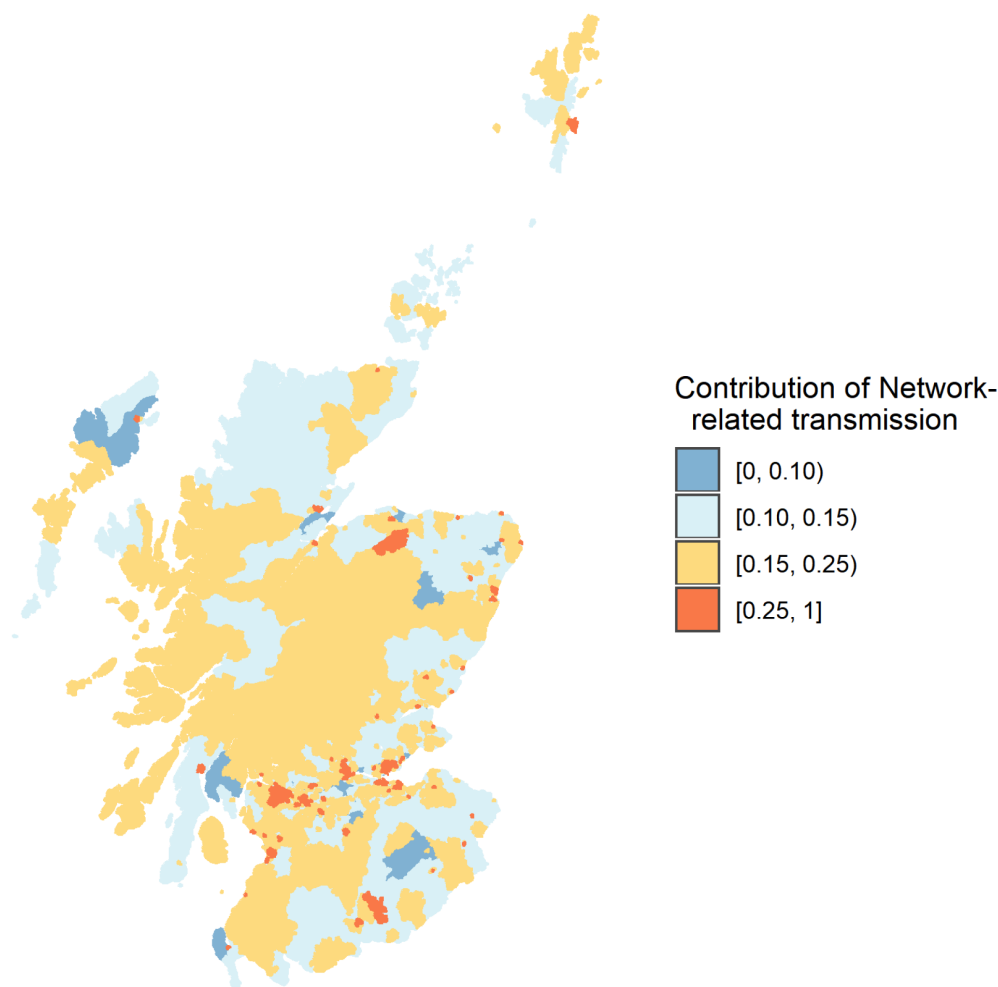 Contribution of Network-
related transmission
[0, 0.10)
[0.10, 0.15)
[0.15, 0.25)
[0.25, 1]